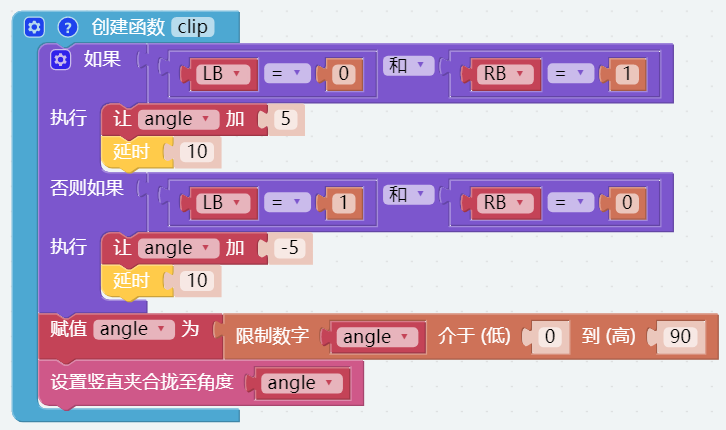 创建函数 clip
如果 LB = 0 和 RB = 1
执行 让 angle 加 5
延时 10
否则如果 LB = 1 和 RB = 0
执行 让 angle 加 -5
延时 10
赋值 angle 为 限制数字 angle 介于 (低) 0 到 (高) 90
设置竖直夹合拢至角度 angle